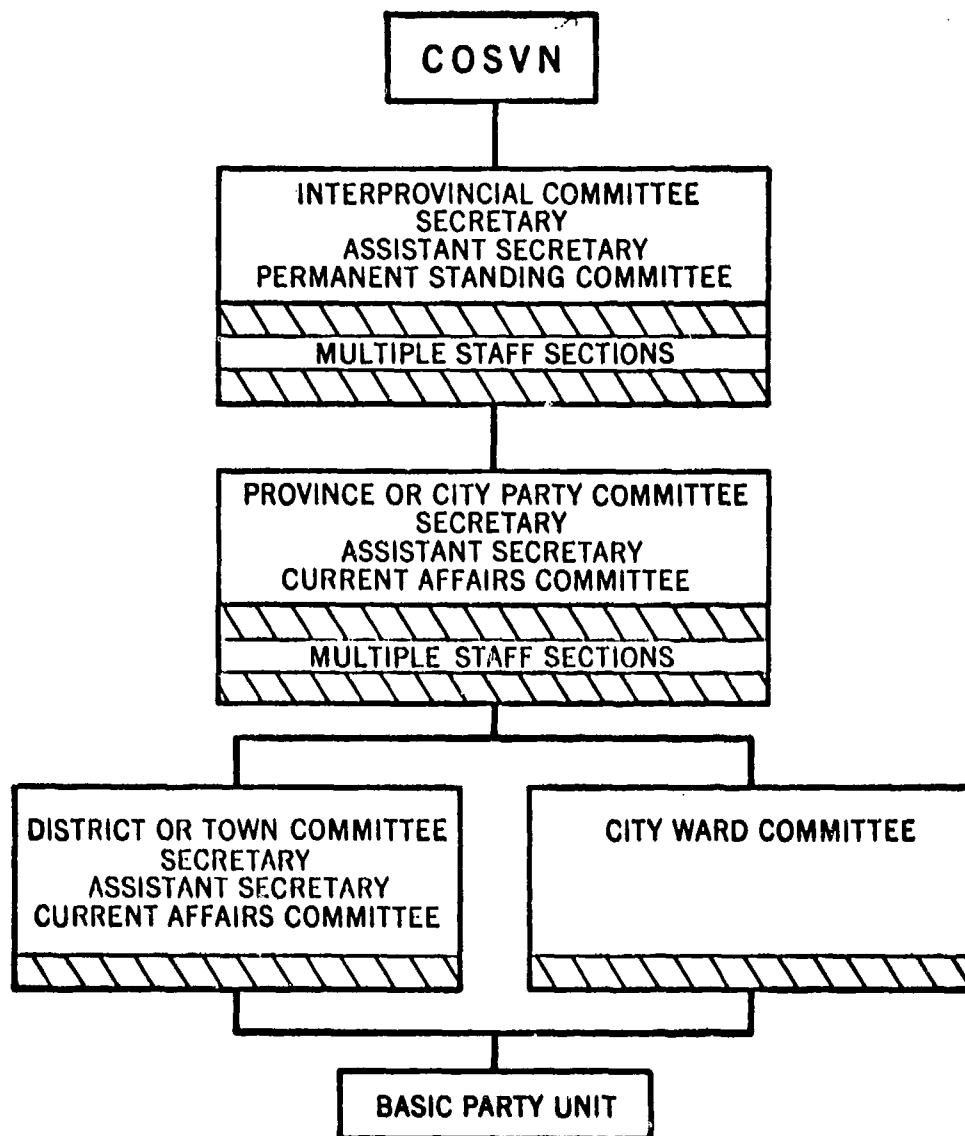 COSVN
INTERPROVINCIAL COMMITTEE
SECRETARY
ASSISTANT SECRETARY
PERMANENT STANDING COMMITTEE
MULTIPLE STAFF SECTIONS
PROVINCE OR CITY PARTY COMMITTEE
SECRETARY
ASSISTANT SECRETARY
CURRENT AFFAIRS COMMITTEE
MULTIPLE STAFF SECTIONS
DISTRICT OR TOWN COMMITTEE
SECRETARY
ASSISTANT SECRETARY
CURRENT AFFAIRS COMMITTEE
CITY WARD COMMITTEE
BASIC PARTY UNIT